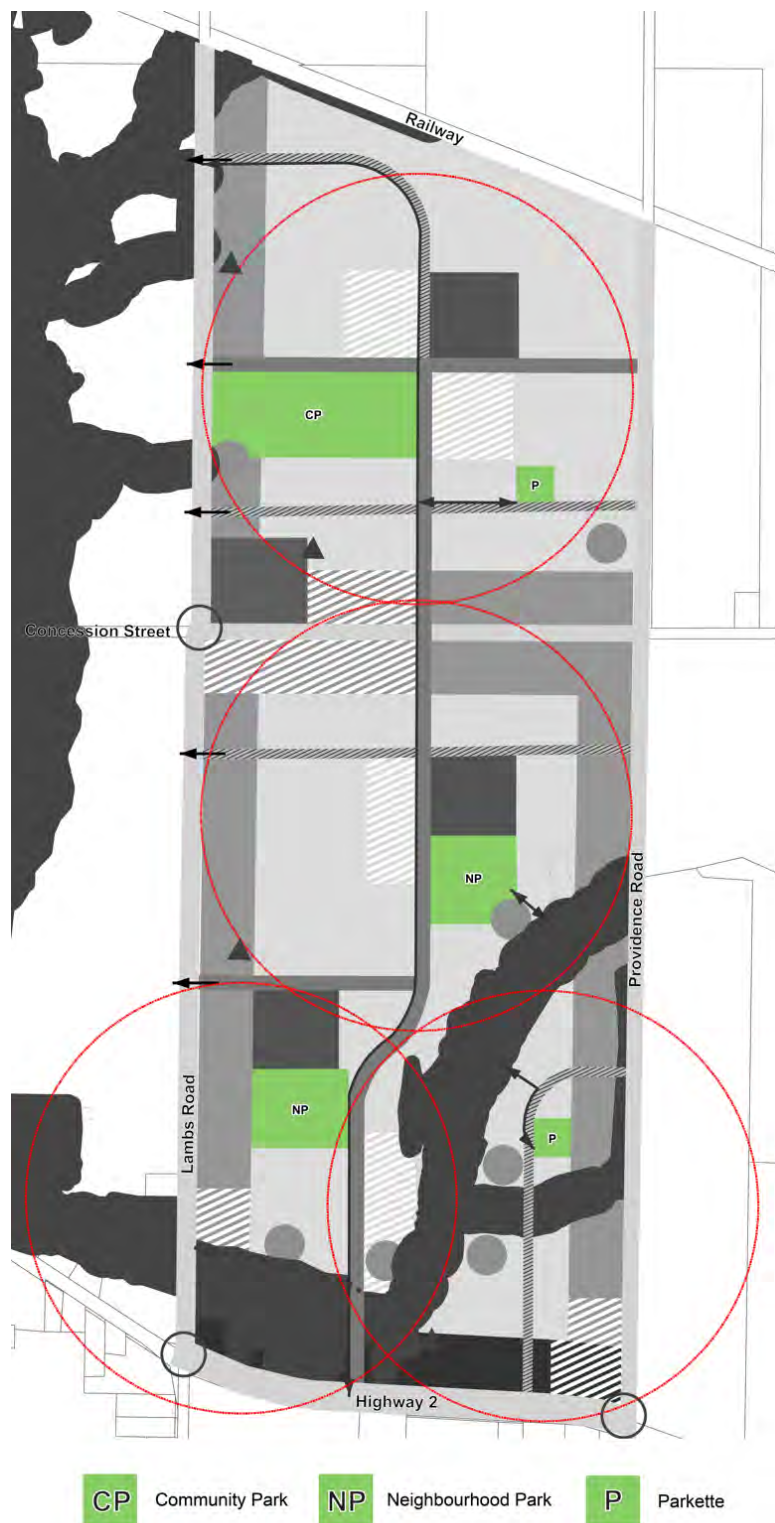 Railway
CP
P
Concession Street
NP
Providence Road
NP
P
Lambs Road
Highway 2
CP Community Park NP Neighbourhood Park P Parkette